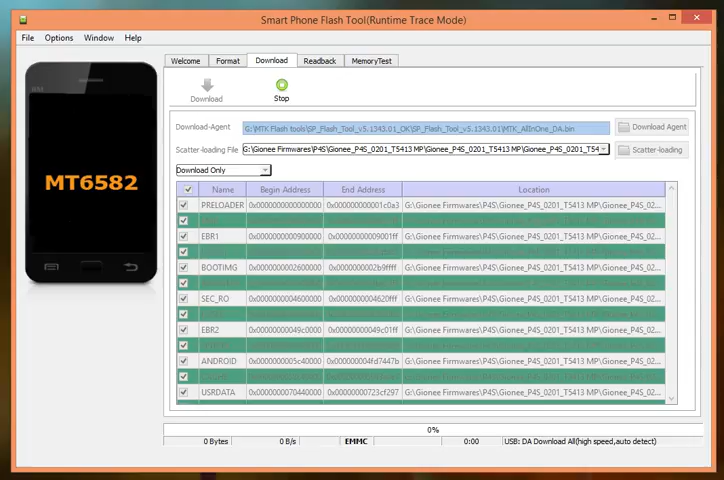 Smart Phone Flash Tool(Runtime Trace Mode)
File Options Window Help
Welcome Format Download Readback MemoryTest
Download Stop
Download-Agent G:\MTK Flash tools\SP_Flash_Tool_v5.1343.01_OK\SP_Flash_Tool_v5.1343.01\MTK_AllInOne_DA.bin Download Agent
Scatter-loading File G:\Gionee Firmwares\P4S\Gionee_P4S_0201_T5413 MP\Gionee_P4S_0201_T5413 MP\Gionee_P4S_0201_T54 Scatter-loading
Download Only
MT6582
Name Begin Address End Address Location
PRELOADER 0x0000000000000000 0x000000000001c0a3 G:\Gionee Firmwares\P4S\Gionee_P4S_0201_T5413 MP\Gionee_P4S_02...
EBR1 0x0000000000900000 0x00000000009001ff G:\Gionee Firmwares\P4S\Gionee_P4S_0201_T5413 MP\Gionee_P4S_02...
BOOTIMG 0x0000000002600000 0x0000000002b9ffff G:\Gionee Firmwares\P4S\Gionee_P4S_0201_T5413 MP\Gionee_P4S_02...
SEC_RO 0x0000000004600000 0x0000000004620fff G:\Gionee Firmwares\P4S\Gionee_P4S_0201_T5413 MP\Gionee_P4S_02...
EBR2 0x00000000049c0000 0x00000000049c01ff G:\Gionee Firmwares\P4S\Gionee_P4S_0201_T5413 MP\Gionee_P4S_02...
ANDROID 0x0000000005c40000 0x000000004fd7447b G:\Gionee Firmwares\P4S\Gionee_P4S_0201_T5413 MP\Gionee_P4S_02...
USRDATA 0x0000000070440000 0x00000000723cf297 G:\Gionee Firmwares\P4S\Gionee_P4S_0201_T5413 MP\Gionee_P4S_02...
0%
0 Bytes 0 B/s EMMC 0:00 USB: DA Download All(high speed,auto detect)